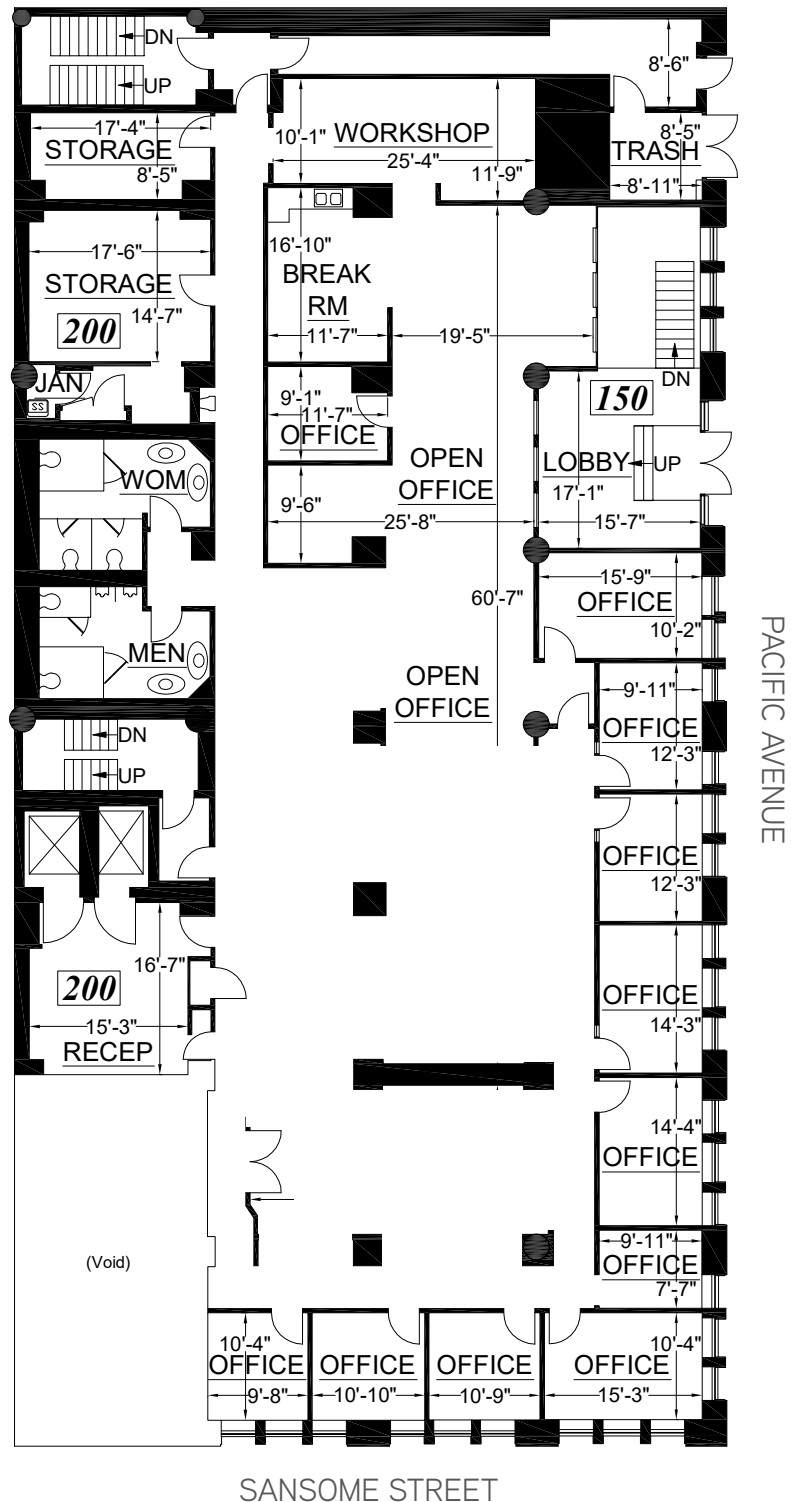 DN
UP
8'-6"
17'-4"
STORAGE
8'-5"
10'-1"
WORKSHOP
25'-4"
11'-9"
8'-5"
TRASH
8'-11"
17'-6"
STORAGE
14'-7"
200
16'-10"
BREAK
RM
11'-7"
19'-5"
JAN
SS
9'-1"
11'-7"
OFFICE
DN
150
LOBBY
UP
17'-1"
15'-7"
OPEN
OFFICE
9'-6"
25'-8"
WOM
60'-7"
15'-9"
OFFICE
10'-2"
MEN
OPEN
OFFICE
9'-11"
OFFICE
12'-3"
DN
UP
OFFICE
12'-3"
16'-7"
200
15'-3"
RECEP
OFFICE
14'-3"
14'-4"
OFFICE
(Void)
9'-11"
OFFICE
7'-7"
10'-4"
OFFICE
9'-8"
OFFICE
10'-10"
OFFICE
10'-9"
10'-4"
OFFICE
15'-3"
PACIFIC AVENUE
SANSOME STREET